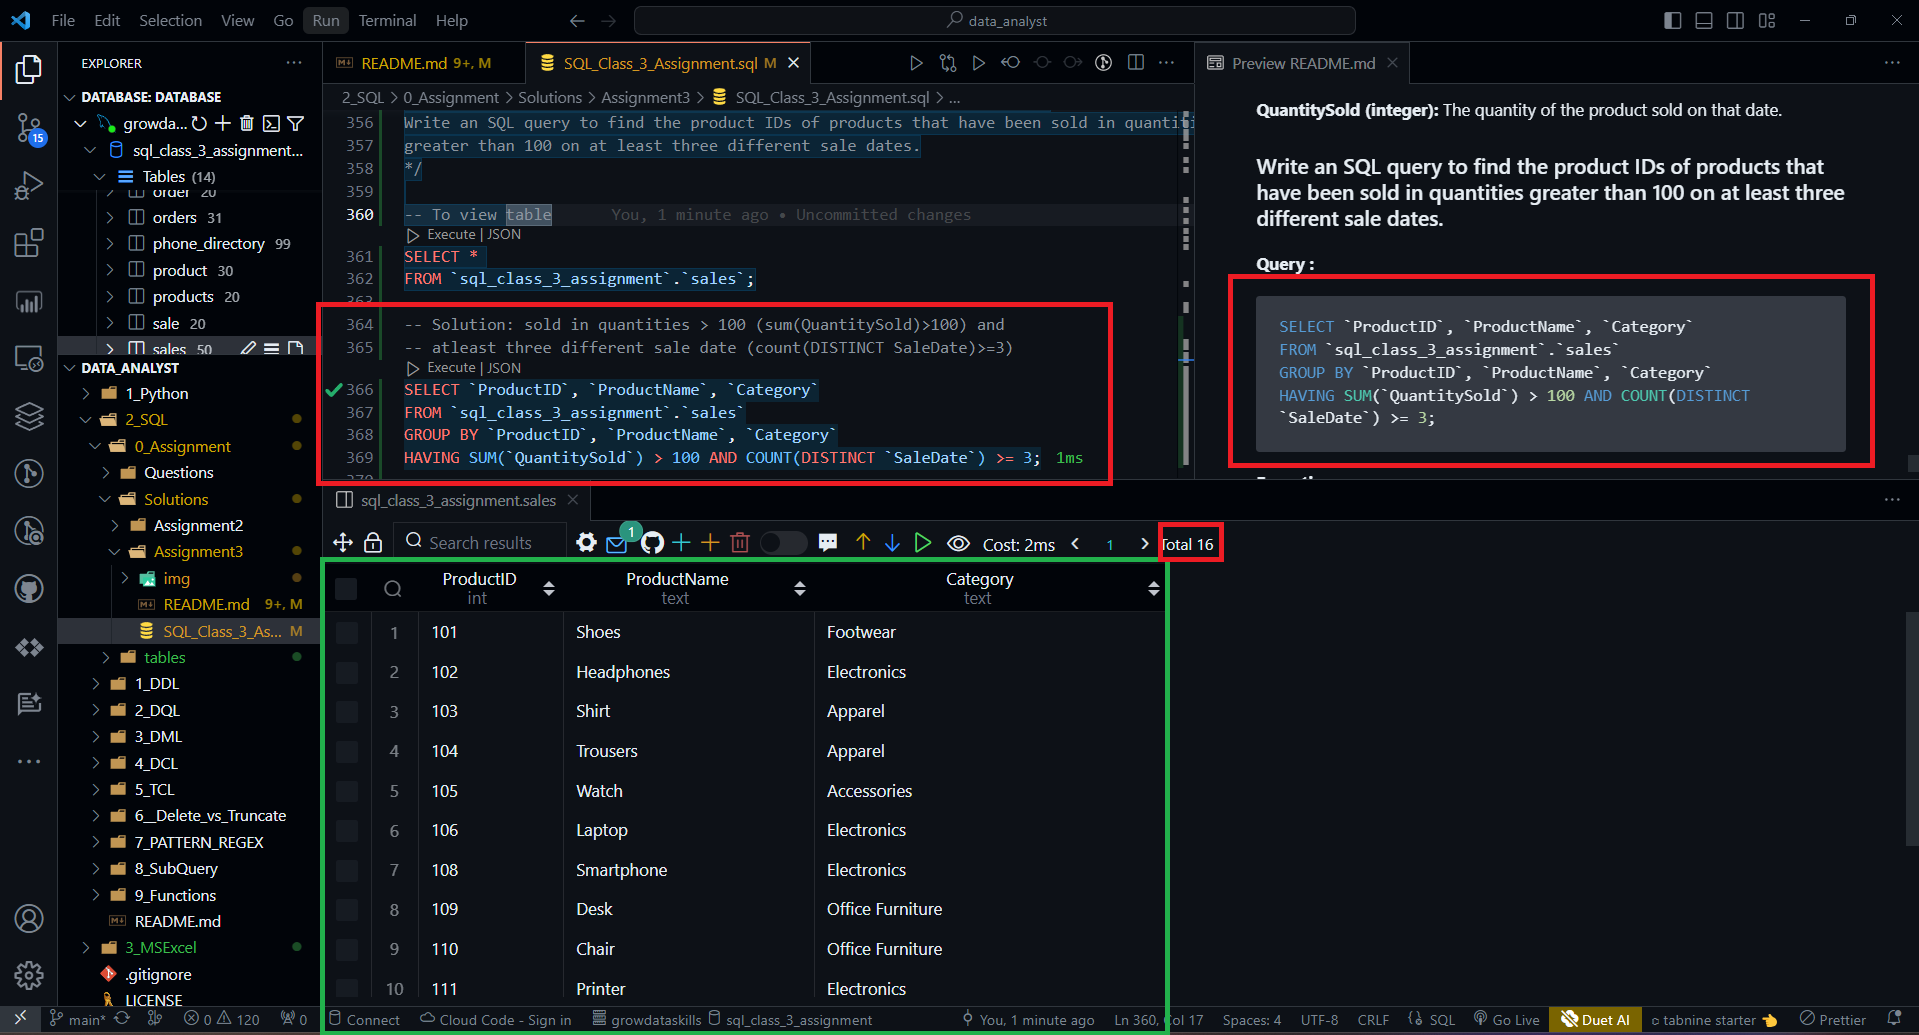 File Edit Selection View Go Run Terminal Help
data_analyst
EXPLORER
DATABASE: DATABASE
growda...
sql_class_3_assignment...
Tables (14)
order 20
orders 31
phone_directory 99
product 30
products 20
sale 20
sales 50
DATA_ANALYST
1_Python
2_SQL
0_Assignment
Questions
Solutions
Assignment2
Assignment3
img
README.md 9+, M
SQL_Class_3_As... M
tables
1_DDL
2_DQL
3_DML
4_DCL
5_TCL
6__Delete_vs_Truncate
7_PATTERN_REGEX
8_SubQuery
9_Functions
README.md
3_MSExcel
.gitignore
LICENSE
15
README.md 9+, M
SQL_Class_3_Assignment.sql M
2_SQL > 0_Assignment > Solutions > Assignment3 > SQL_Class_3_Assignment.sql > ...
356 Write an SQL query to find the product IDs of products that have been sold in quantiti
357 greater than 100 on at least three different sale dates.
358 */
359
360 -- To view table You, 1 minute ago • Uncommitted changes
Execute | JSON
361 SELECT *
362 FROM `sql_class_3_assignment`.`sales`;
363
364 -- Solution: sold in quantities > 100 (sum(QuantitySold)>100) and
365 -- atleast three different sale date (count(DISTINCT SaleDate)>=3)
Execute | JSON
366 SELECT `ProductID`, `ProductName`, `Category`
367 FROM `sql_class_3_assignment`.`sales`
368 GROUP BY `ProductID`, `ProductName`, `Category`
369 HAVING SUM(`QuantitySold`) > 100 AND COUNT(DISTINCT `SaleDate`) >= 3; 1ms
370
Preview README.md
QuantitySold (integer): The quantity of the product sold on that date.
Write an SQL query to find the product IDs of products that
have been sold in quantities greater than 100 on at least three
different sale dates.
Query :
SELECT `ProductID`, `ProductName`, `Category`
FROM `sql_class_3_assignment`.`sales`
GROUP BY `ProductID`, `ProductName`, `Category`
HAVING SUM(`QuantitySold`) > 100 AND COUNT(DISTINCT
`SaleDate`) >= 3;
sql_class_3_assignment.sales
Search results 1 Cost: 2ms < 1 > Total 16
ProductID ProductName Category
int text text
1 101 Shoes Footwear
2 102 Headphones Electronics
3 103 Shirt Apparel
4 104 Trousers Apparel
5 105 Watch Accessories
6 106 Laptop Electronics
7 108 Smartphone Electronics
8 109 Desk Office Furniture
9 110 Chair Office Furniture
10 111 Printer Electronics
main* 0 120 0 Connect Cloud Code - Sign in growdataskills sql_class_3_assignment You, 1 minute ago Ln 360, Col 17 Spaces: 4 UTF-8 CRLF SQL Go Live Duet AI tabnine starter Prettier